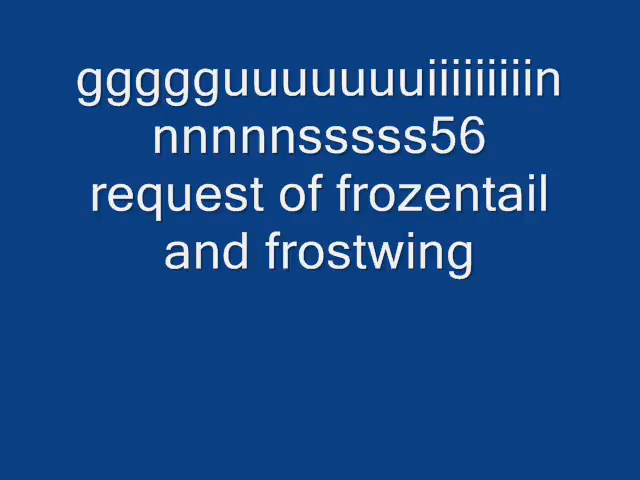 ggggguuuuuuuiiiiiiiiin
nnnnnsssss56
request of frozentail
and frostwing